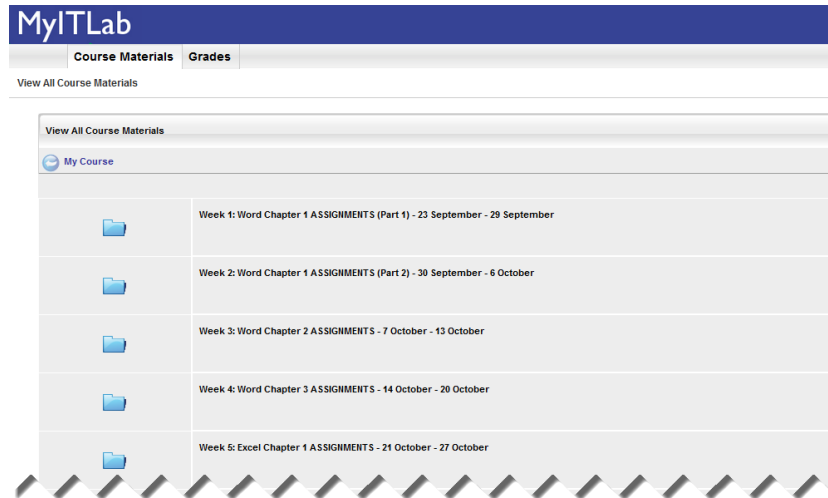 MyITLab
Course Materials Grades
View All Course Materials
View All Course Materials
My Course
Week 1: Word Chapter 1 ASSIGNMENTS (Part 1) - 23 September - 29 September
Week 2: Word Chapter 1 ASSIGNMENTS (Part 2) - 30 September - 6 October
Week 3: Word Chapter 2 ASSIGNMENTS - 7 October - 13 October
Week 4: Word Chapter 3 ASSIGNMENTS - 14 October - 20 October
Week 5: Excel Chapter 1 ASSIGNMENTS - 21 October - 27 October